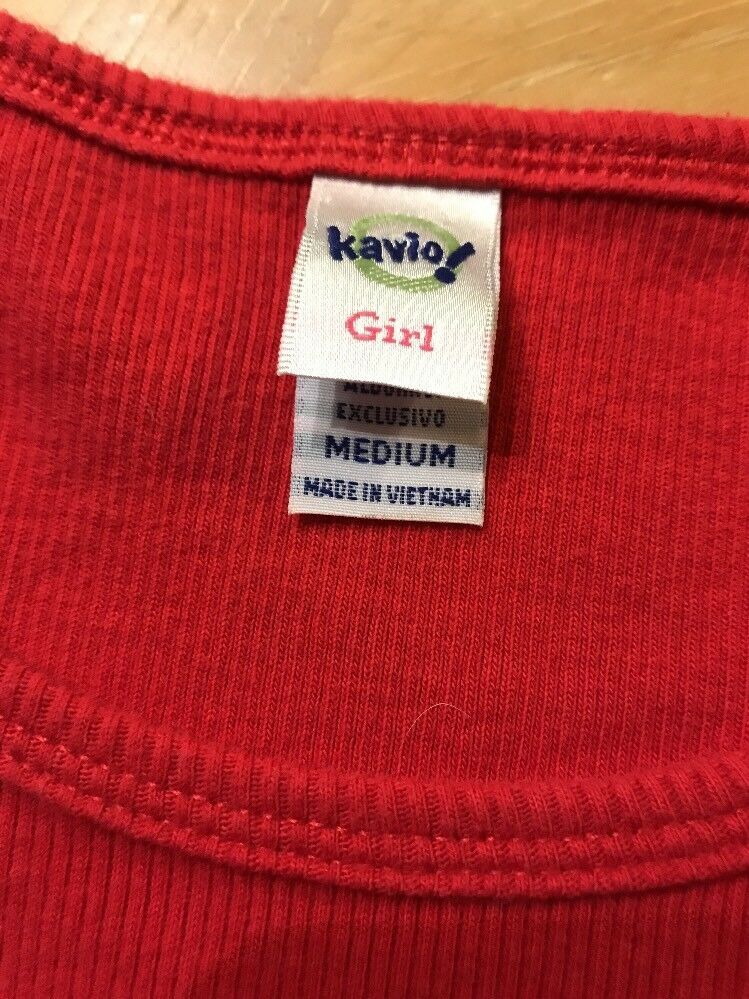 kavio!
Girl
EXCLUSIVO
MEDIUM
MADE IN VIETNAM